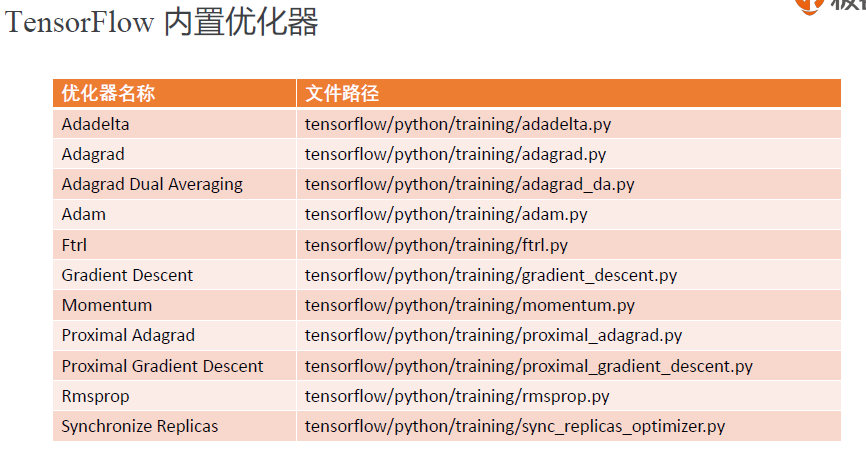 TensorFlow 内置优化器
优化器名称 文件路径
Adadelta tensorflow/python/training/adadelta.py
Adagrad tensorflow/python/training/adagrad.py
Adagrad Dual Averaging tensorflow/python/training/adagrad_da.py
Adam tensorflow/python/training/adam.py
Ftrl tensorflow/python/training/ftrl.py
Gradient Descent tensorflow/python/training/gradient_descent.py
Momentum tensorflow/python/training/momentum.py
Proximal Adagrad tensorflow/python/training/proximal_adagrad.py
Proximal Gradient Descent tensorflow/python/training/proximal_gradient_descent.py
Rmsprop tensorflow/python/training/rmsprop.py
Synchronize Replicas tensorflow/python/training/sync_replicas_optimizer.py